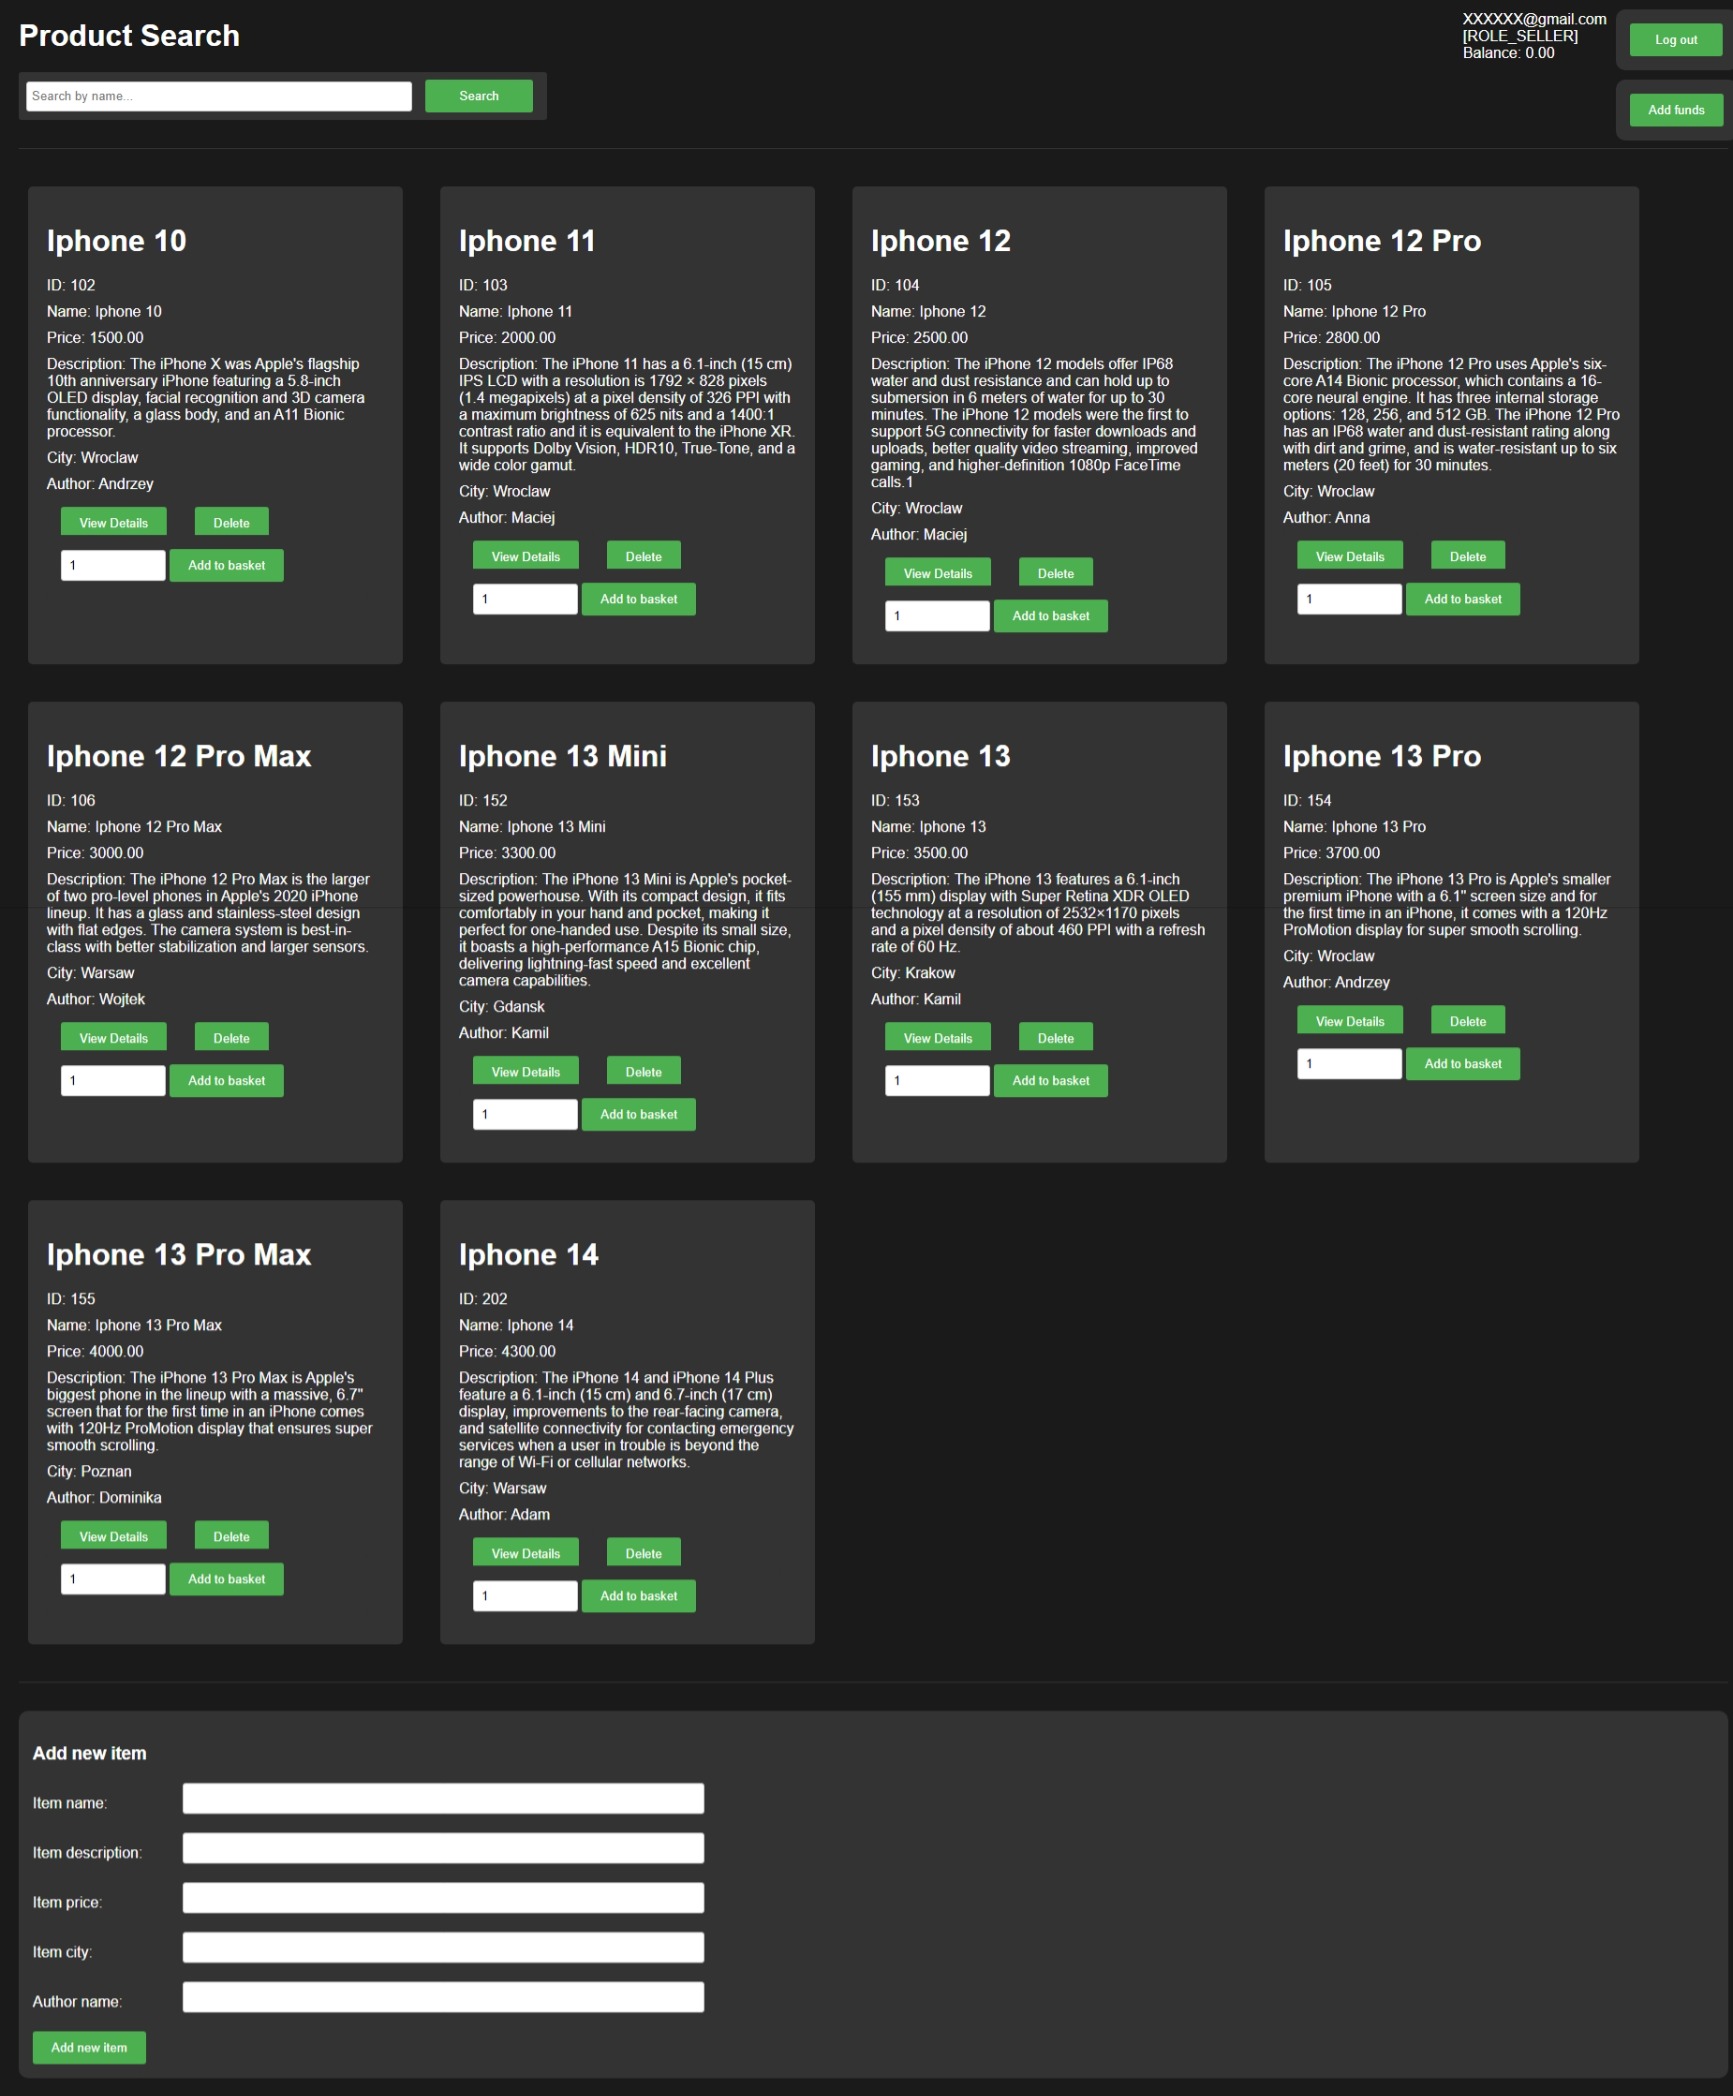 Product Search
XXXXXX@gmail.com
[ROLE_SELLER]
Balance: 0.00
Log out
Search by name...
Search
Add funds
Iphone 10
ID: 102
Name: Iphone 10
Price: 1500.00
Description: The iPhone X was Apple's flagship
10th anniversary iPhone featuring a 5.8-inch
OLED display, facial recognition and 3D camera
functionality, a glass body, and an A11 Bionic
processor.
City: Wroclaw
Author: Andrzey
View Details
Delete
1
Add to basket
Iphone 11
ID: 103
Name: Iphone 11
Price: 2000.00
Description: The iPhone 11 has a 6.1-inch (15 cm)
IPS LCD with a resolution is 1792 × 828 pixels
(1.4 megapixels) at a pixel density of 326 PPI with
a maximum brightness of 625 nits and a 1400:1
contrast ratio and it is equivalent to the iPhone XR.
It supports Dolby Vision, HDR10, True-Tone, and a
wide color gamut.
City: Wroclaw
Author: Maciej
View Details
Delete
1
Add to basket
Iphone 12
ID: 104
Name: Iphone 12
Price: 2500.00
Description: The iPhone 12 models offer IP68
water and dust resistance and can hold up to
submersion in 6 meters of water for up to 30
minutes. The iPhone 12 models were the first to
support 5G connectivity for faster downloads and
uploads, better quality video streaming, improved
gaming, and higher-definition 1080p FaceTime
calls.1
City: Wroclaw
Author: Maciej
View Details
Delete
1
Add to basket
Iphone 12 Pro
ID: 105
Name: Iphone 12 Pro
Price: 2800.00
Description: The iPhone 12 Pro uses Apple's six-
core A14 Bionic processor, which contains a 16-
core neural engine. It has three internal storage
options: 128, 256, and 512 GB. The iPhone 12 Pro
has an IP68 water and dust-resistant rating along
with dirt and grime, and is water-resistant up to six
meters (20 feet) for 30 minutes.
City: Wroclaw
Author: Anna
View Details
Delete
1
Add to basket
Iphone 12 Pro Max
ID: 106
Name: Iphone 12 Pro Max
Price: 3000.00
Description: The iPhone 12 Pro Max is the larger
of two pro-level phones in Apple's 2020 iPhone
lineup. It has a glass and stainless-steel design
with flat edges. The camera system is best-in-
class with better stabilization and larger sensors.
City: Warsaw
Author: Wojtek
View Details
Delete
1
Add to basket
Iphone 13 Mini
ID: 152
Name: Iphone 13 Mini
Price: 3300.00
Description: The iPhone 13 Mini is Apple's pocket-
sized powerhouse. With its compact design, it fits
comfortably in your hand and pocket, making it
perfect for one-handed use. Despite its small size,
it boasts a high-performance A15 Bionic chip,
delivering lightning-fast speed and excellent
camera capabilities.
City: Gdansk
Author: Kamil
View Details
Delete
1
Add to basket
Iphone 13
ID: 153
Name: Iphone 13
Price: 3500.00
Description: The iPhone 13 features a 6.1-inch
(155 mm) display with Super Retina XDR OLED
technology at a resolution of 2532×1170 pixels
and a pixel density of about 460 PPI with a refresh
rate of 60 Hz.
City: Krakow
Author: Kamil
View Details
Delete
1
Add to basket
Iphone 13 Pro
ID: 154
Name: Iphone 13 Pro
Price: 3700.00
Description: The iPhone 13 Pro is Apple's smaller
premium iPhone with a 6.1" screen size and for
the first time in an iPhone, it comes with a 120Hz
ProMotion display for super smooth scrolling.
City: Wroclaw
Author: Andrzey
View Details
Delete
1
Add to basket
Iphone 13 Pro Max
ID: 155
Name: Iphone 13 Pro Max
Price: 4000.00
Description: The iPhone 13 Pro Max is Apple's
biggest phone in the lineup with a massive, 6.7"
screen that for the first time in an iPhone comes
with 120Hz ProMotion display that ensures super
smooth scrolling.
City: Poznan
Author: Dominika
View Details
Delete
1
Add to basket
Iphone 14
ID: 202
Name: Iphone 14
Price: 4300.00
Description: The iPhone 14 and iPhone 14 Plus
feature a 6.1-inch (15 cm) and 6.7-inch (17 cm)
display, improvements to the rear-facing camera,
and satellite connectivity for contacting emergency
services when a user in trouble is beyond the
range of Wi-Fi or cellular networks.
City: Warsaw
Author: Adam
View Details
Delete
1
Add to basket
Add new item
Item name:
Item description:
Item price:
Item city:
Author name:
Add new item